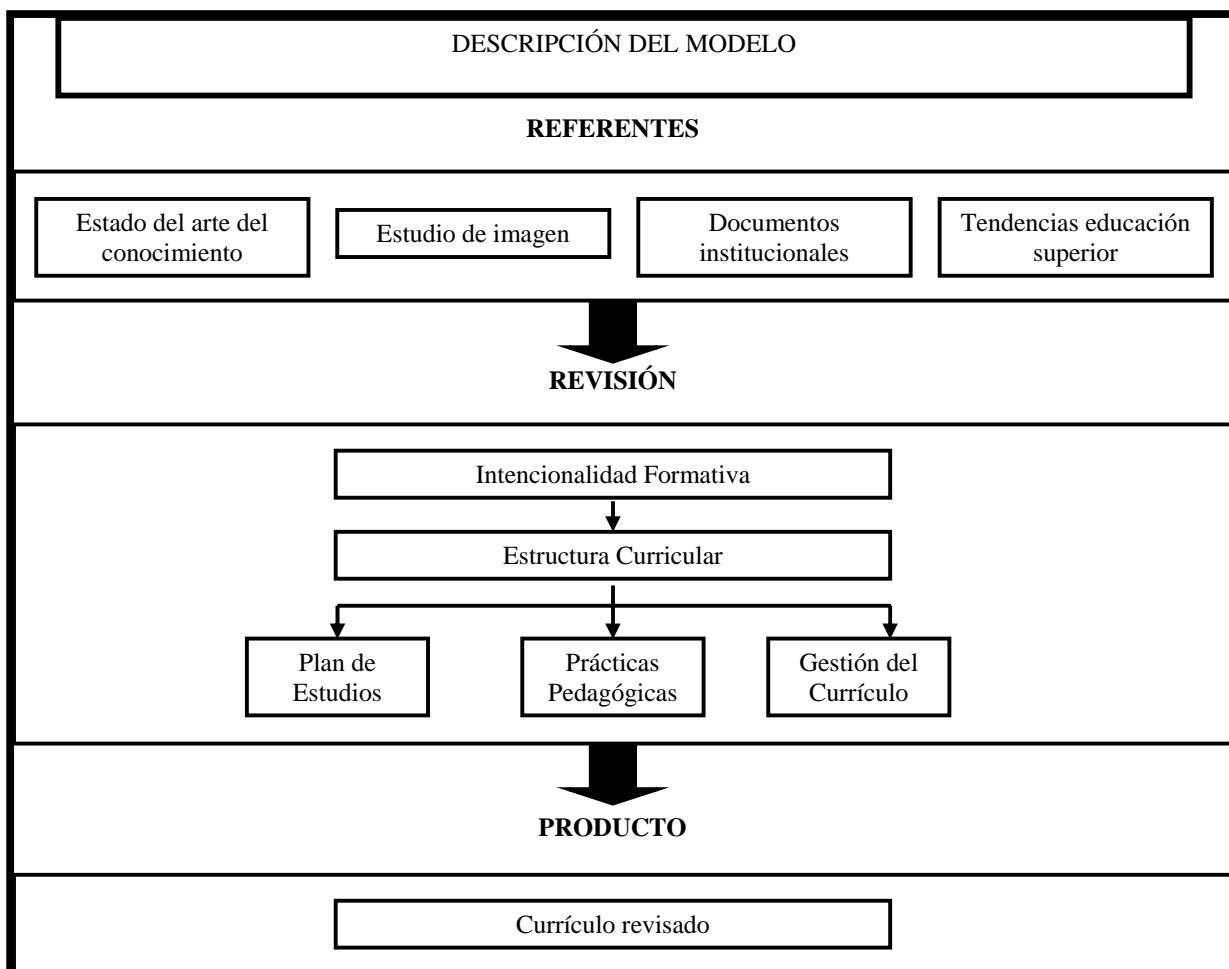 DESCRIPCIÓN DEL MODELO
REFERENTES
Estado del arte del
conocimiento
Estudio de imagen
Documentos
institucionales
Tendencias educación
superior
REVISIÓN
Intencionalidad Formativa
Estructura Curricular
Plan de
Estudios
Prácticas
Pedagógicas
Gestión del
Currículo
PRODUCTO
Currículo revisado